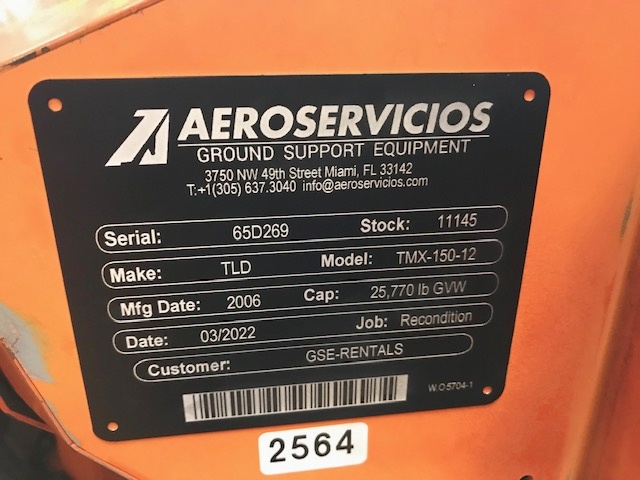 AEROSERVICIOS
GROUND SUPPORT EQUIPMENT
3750 NW 49th Street Miami, FL 33142
T:+1(305) 637.3040 info@aeroservicios.com
Serial: 65D269 Stock: 11145
Make: TLD Model: TMX-150-12
Mfg Date: 2006 Cap: 25,770 lb GVW
Date: 03/2022 Job: Recondition
Customer: GSE-RENTALS
W.O5704-1
2564